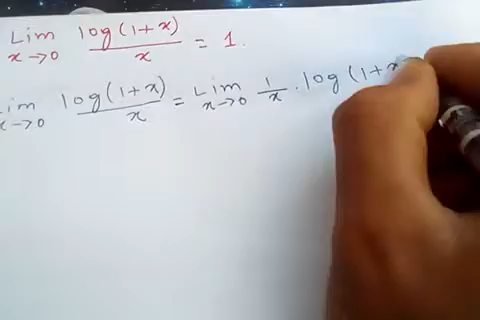 Lim x→0 log(1+x)/x = 1.
Lim x→0 log(1+x)/x = Lim x→0 1/x · log(1+x